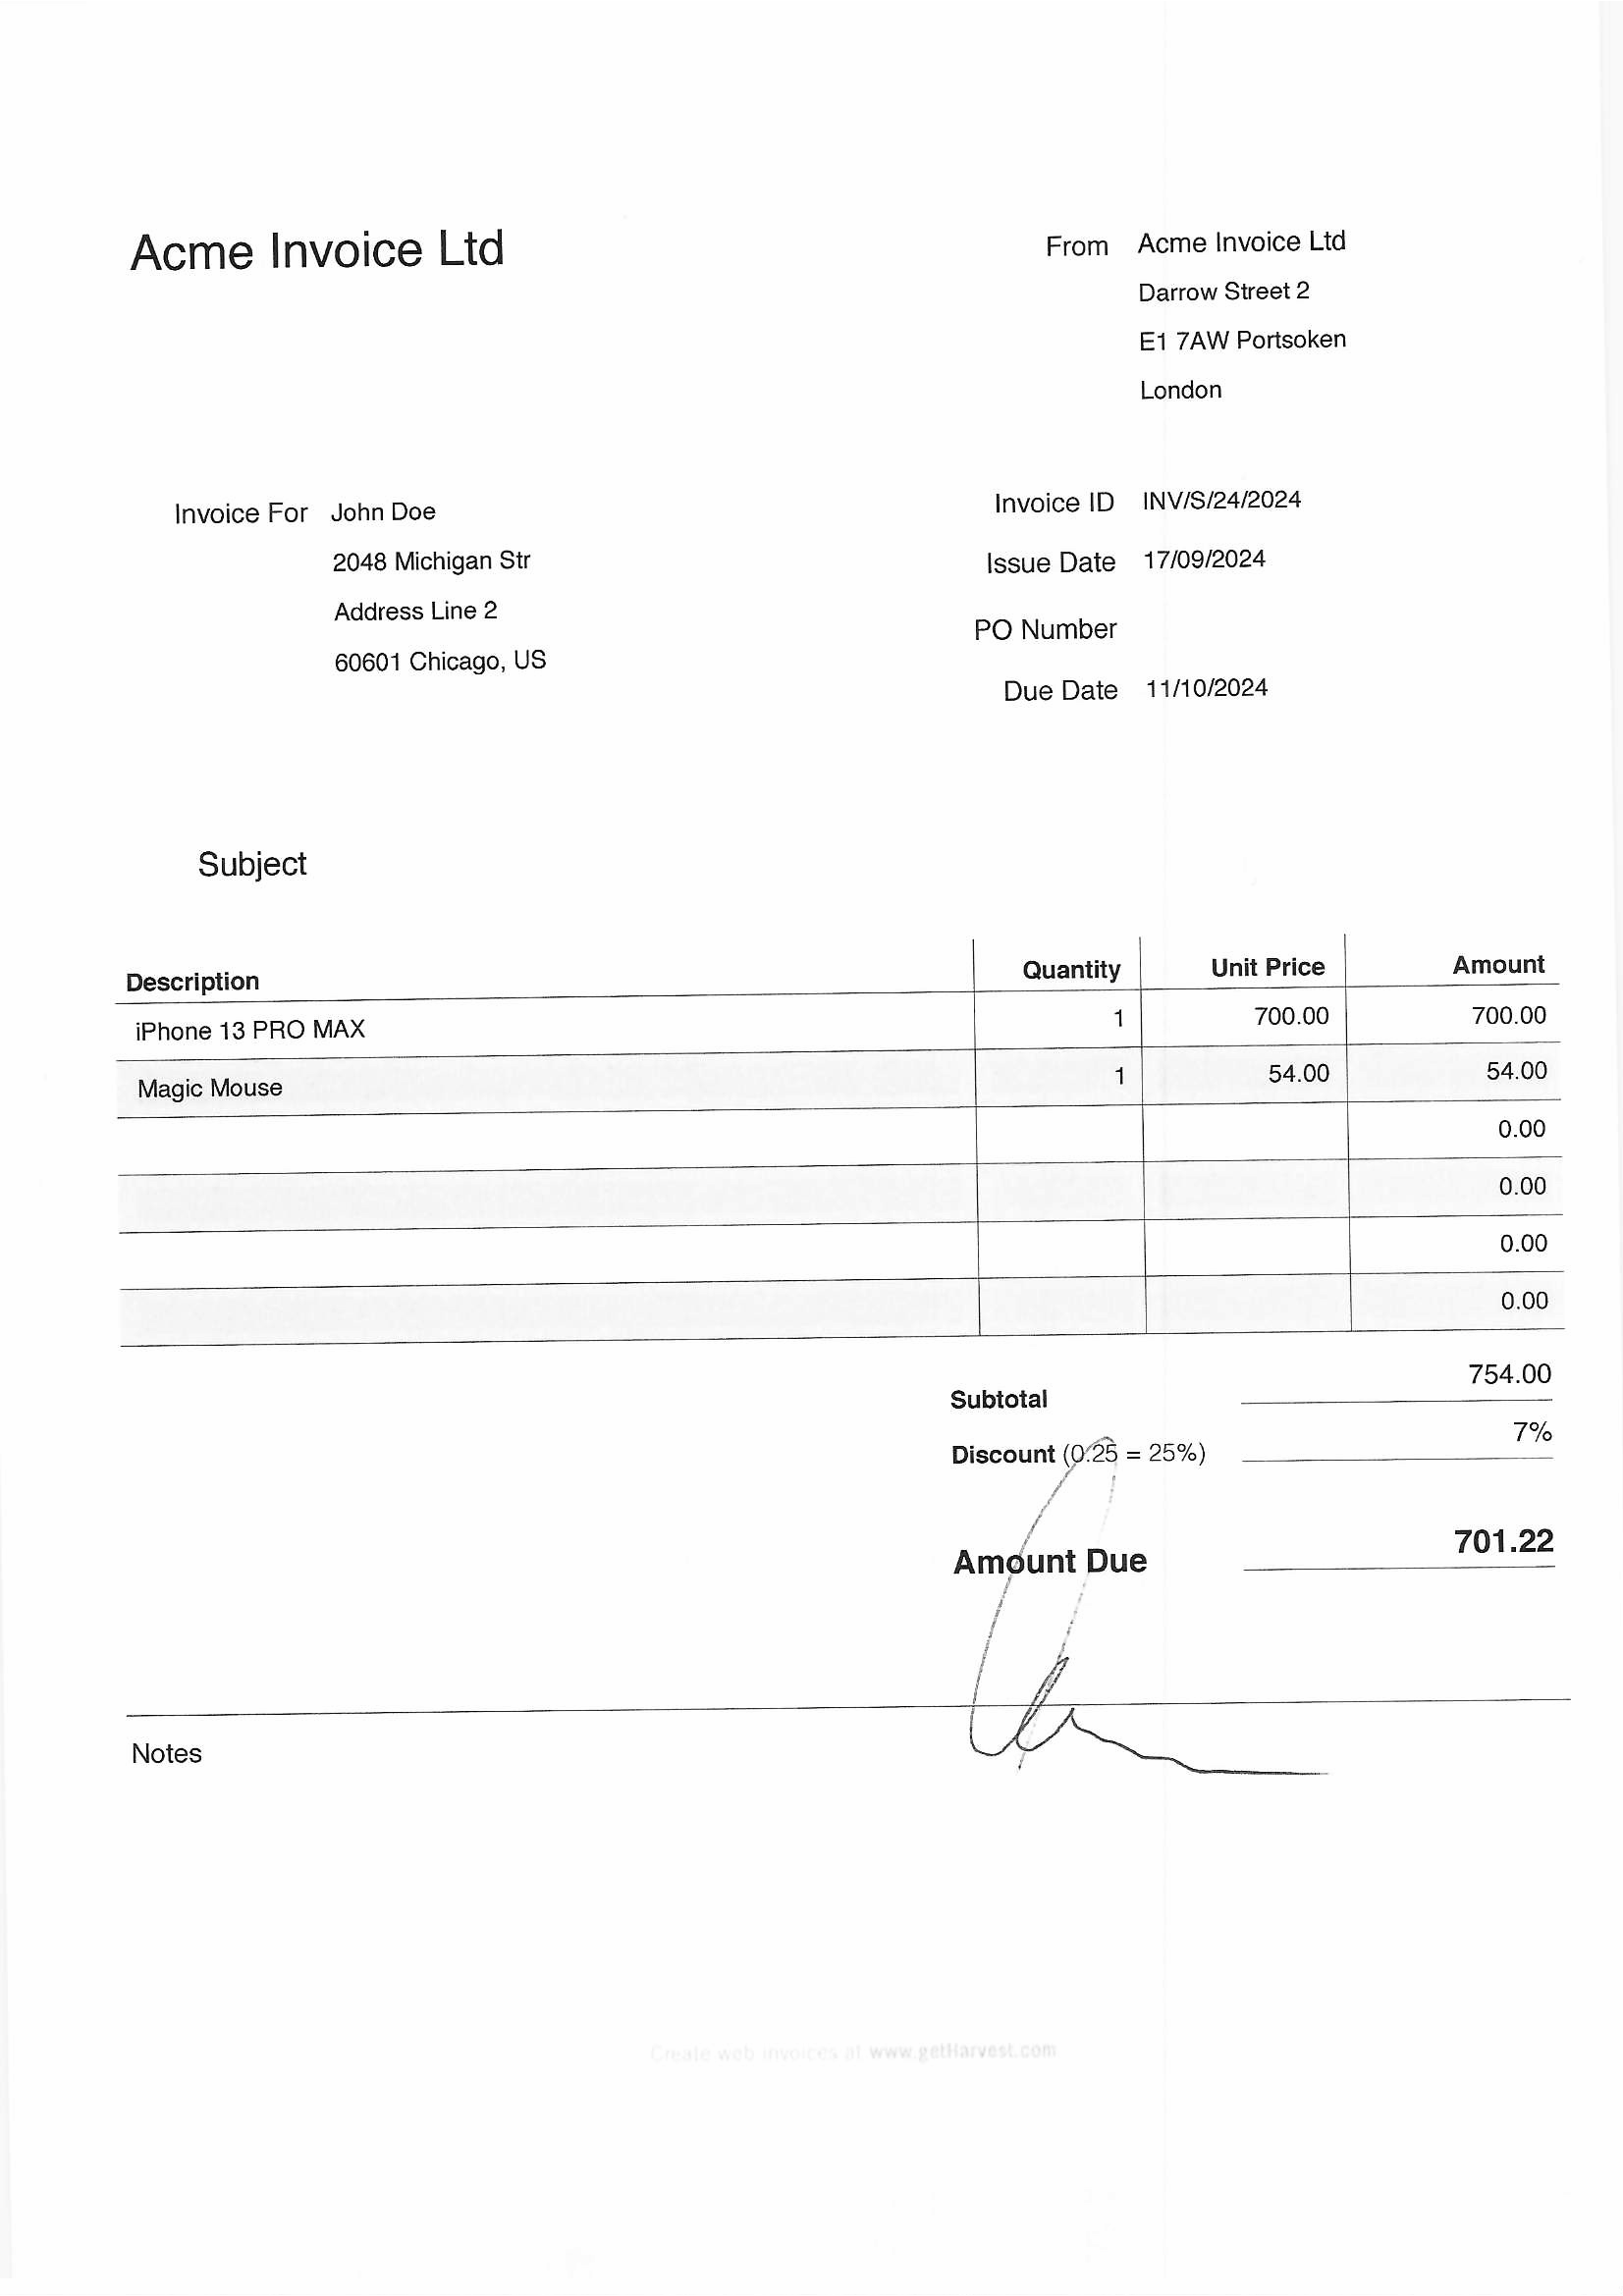 Acme Invoice Ltd
From Acme Invoice Ltd
Darrow Street 2
E1 7AW Portsoken
London
Invoice For John Doe
2048 Michigan Str
Address Line 2
60601 Chicago, US
Invoice ID INV/S/24/2024
Issue Date 17/09/2024
PO Number
Due Date 11/10/2024
Subject
Description Quantity Unit Price Amount
iPhone 13 PRO MAX 1 700.00 700.00
Magic Mouse 1 54.00 54.00
0.00
0.00
0.00
0.00
Subtotal 754.00
Discount (0.25 = 25%) 7%
Amount Due 701.22
Notes
Create web invoices at www.getHarvest.com